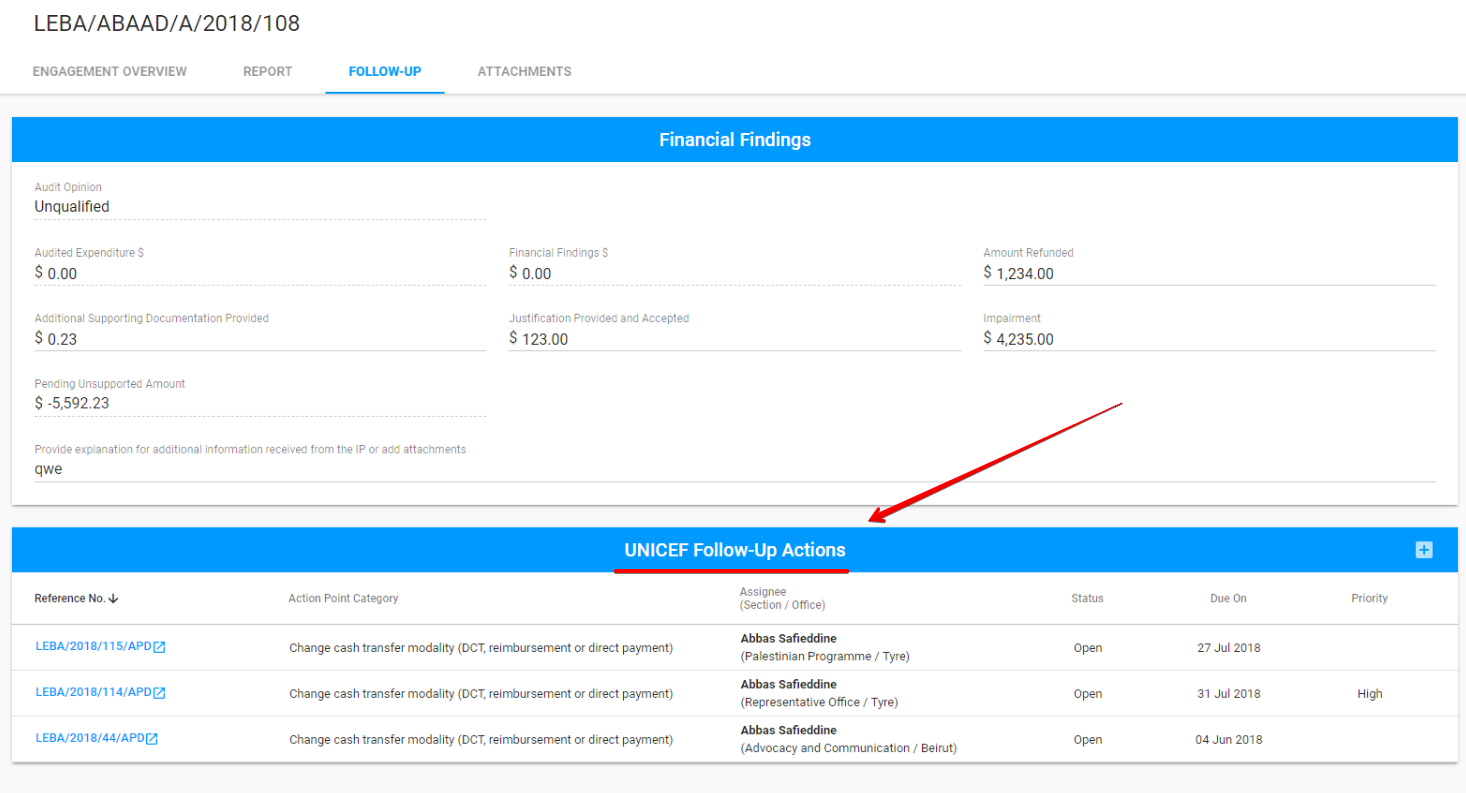 LEBA/ABAAD/A/2018/108
ENGAGEMENT OVERVIEW REPORT FOLLOW-UP ATTACHMENTS
Financial Findings
Audit Opinion
Unqualified
Audited Expenditure $ Financial Findings $ Amount Refunded
$ 0.00 $ 0.00 $ 1,234.00
Additional Supporting Documentation Provided Justification Provided and Accepted Impairment
$ 0.23 $ 123.00 $ 4,235.00
Pending Unsupported Amount
$ -5,592.23
Provide explanation for additional information received from the IP or add attachments
qwe
UNICEF Follow-Up Actions
Reference No. Action Point Category Assignee (Section / Office) Status Due On Priority
LEBA/2018/115/APD Change cash transfer modality (DCT, reimbursement or direct payment) Abbas Safieddine Open 27 Jul 2018
(Palestinian Programme / Tyre)
LEBA/2018/114/APD Change cash transfer modality (DCT, reimbursement or direct payment) Abbas Safieddine Open 31 Jul 2018 High
(Representative Office / Tyre)
LEBA/2018/44/APD Change cash transfer modality (DCT, reimbursement or direct payment) Abbas Safieddine Open 04 Jun 2018
(Advocacy and Communication / Beirut)